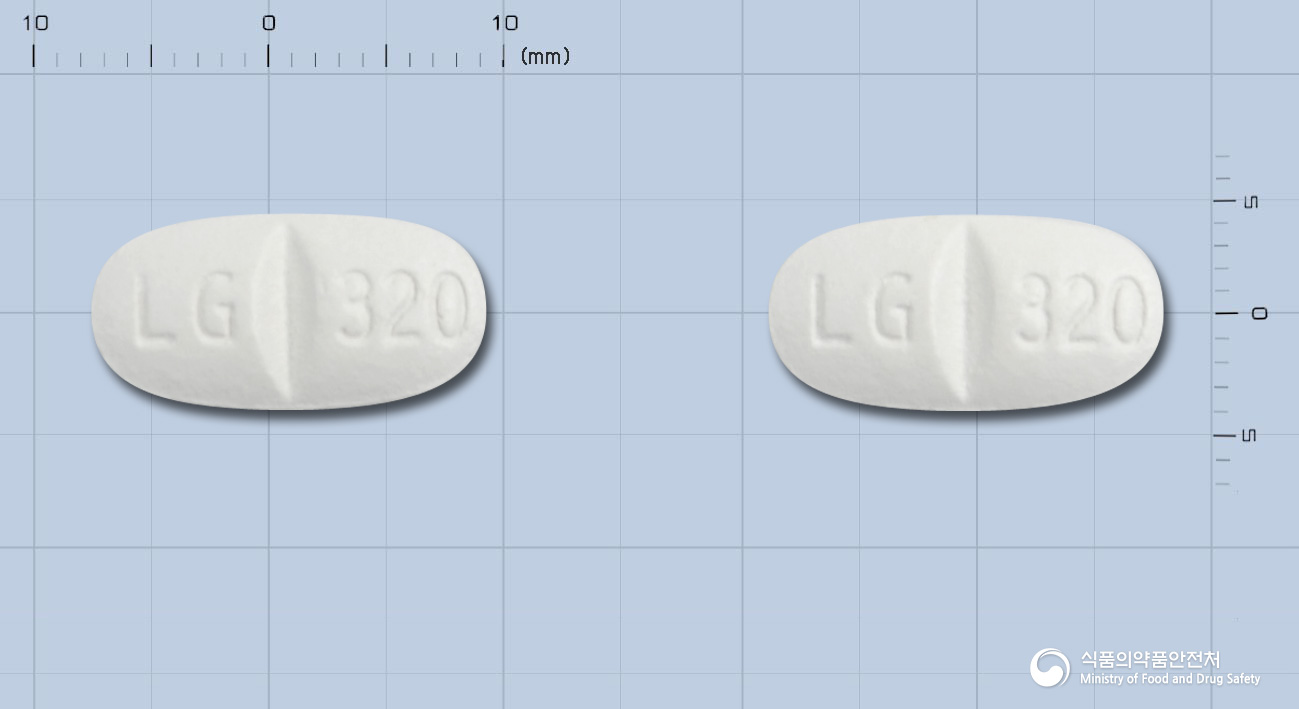 10 0 10 (mm)
LG 320
LG 320
5
0
5
식품의약품안전처
Ministry of Food and Drug Safety